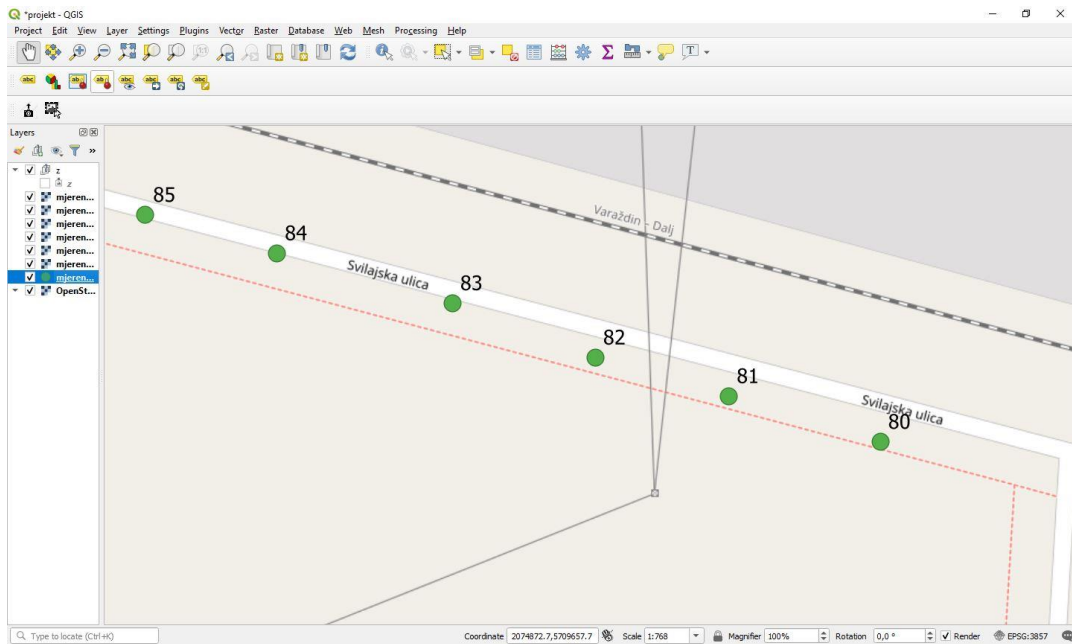 *projekt - QGIS
Project Edit View Layer Settings Plugins Vector Raster Database Web Mesh Processing Help
Layers
z
z
mjeren...
mjeren...
mjeren...
mjeren...
mjeren...
mjeren...
mjeren...
OpenSt...
85
84
83
82
81
80
Varaždin - Dalj
Svilajska ulica
Svilajska ulica
Type to locate (Ctrl+K)
Coordinate 2074872.7,5709657.7 Scale 1:768 Magnifier 100% Rotation 0,0 ° Render EPSG:3857